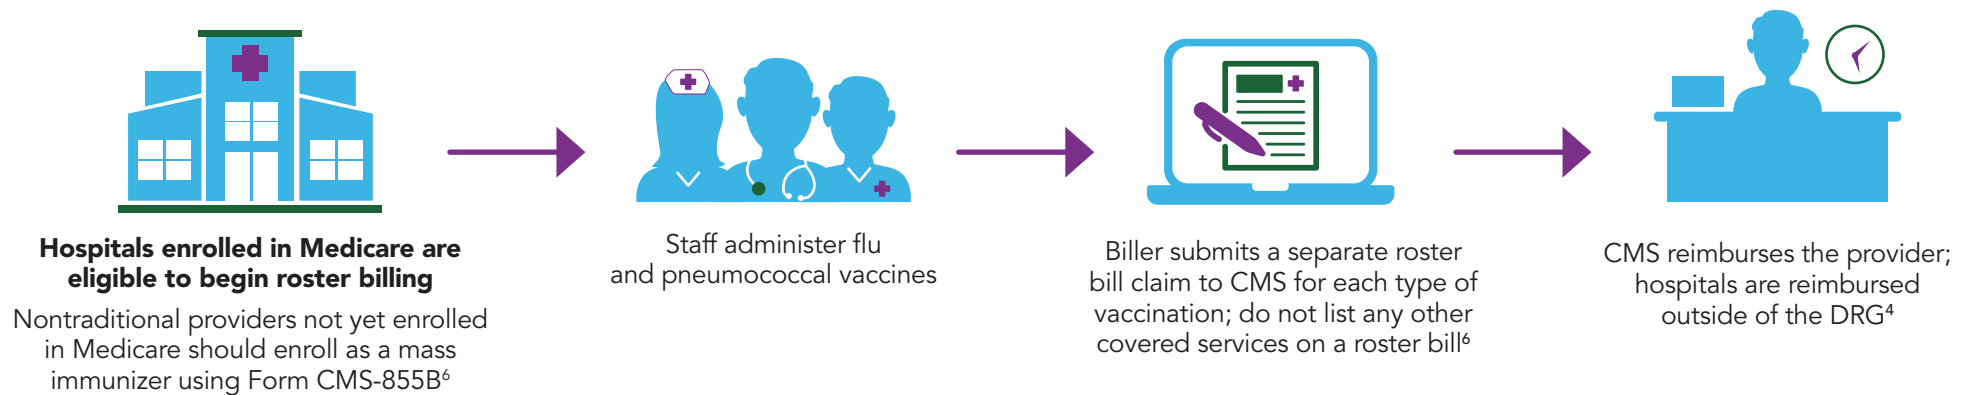 Hospitals enrolled in Medicare are
eligible to begin roster billing
Nontraditional providers not yet enrolled
in Medicare should enroll as a mass
immunizer using Form CMS-855B⁶
Staff administer flu
and pneumococcal vaccines
Biller submits a separate roster
bill claim to CMS for each type of
vaccination; do not list any other
covered services on a roster bill⁶
CMS reimburses the provider;
hospitals are reimbursed
outside of the DRG⁴